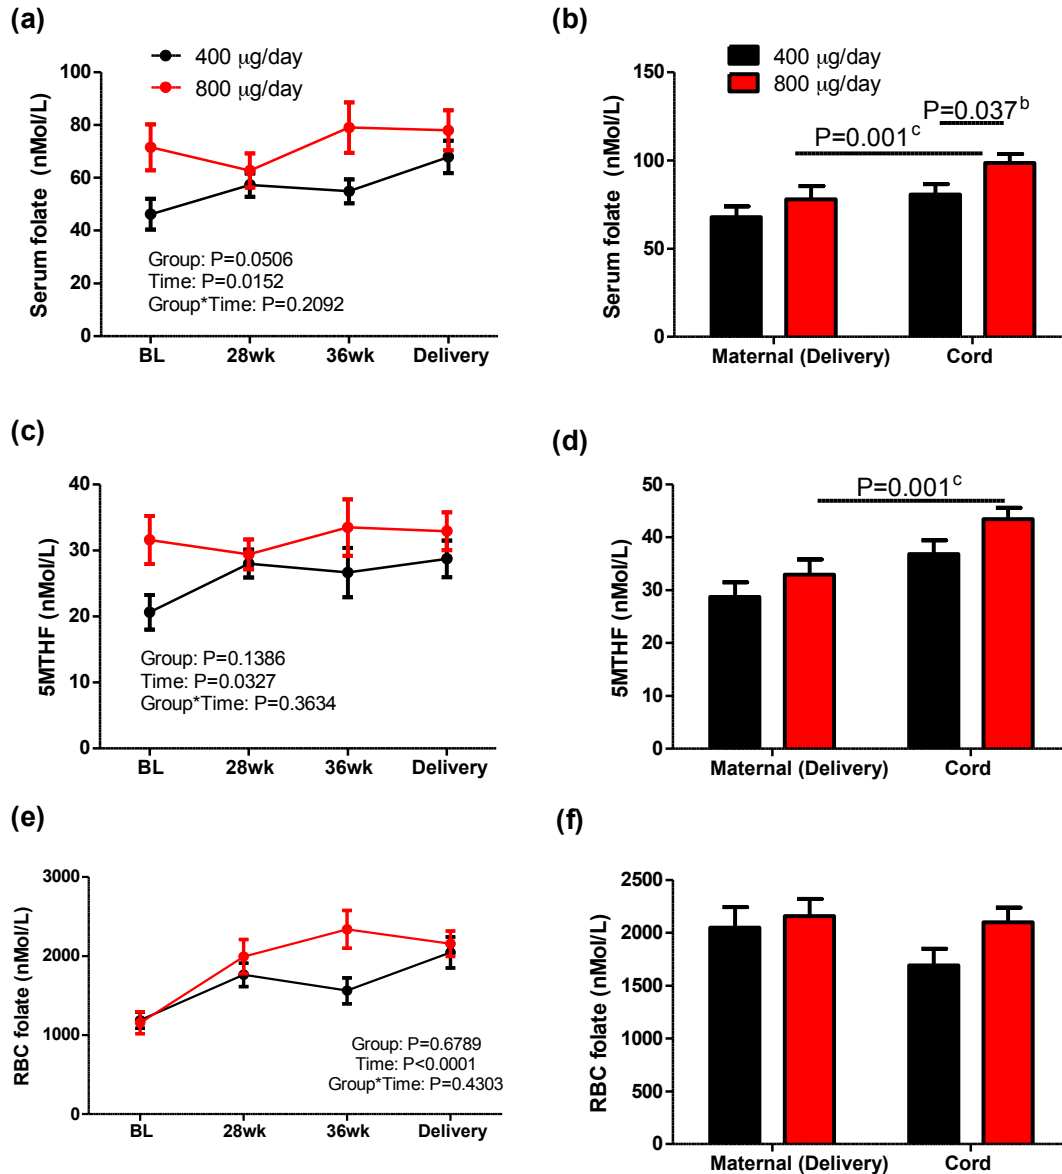 (a)
400 μg/day
800 μg/day
100
80
60
40
20
0
Serum folate (nMol/L)
Group: P=0.0506
Time: P=0.0152
Group*Time: P=0.2092
BL 28wk 36wk Delivery
(b)
400 μg/day
800 μg/day
150
100
50
0
Serum folate (nMol/L)
P=0.037b
P=0.001c
Maternal (Delivery) Cord
(c)
40
30
20
10
0
5MTHF (nMol/L)
Group: P=0.1386
Time: P=0.0327
Group*Time: P=0.3634
BL 28wk 36wk Delivery
(d)
50
40
30
20
10
0
5MTHF (nMol/L)
P=0.001c
Maternal (Delivery) Cord
(e)
3000
2000
1000
0
RBC folate (nMol/L)
Group: P=0.6789
Time: P<0.0001
Group*Time: P=0.4303
BL 28wk 36wk Delivery
(f)
2500
2000
1500
1000
500
0
RBC folate (nMol/L)
Maternal (Delivery) Cord